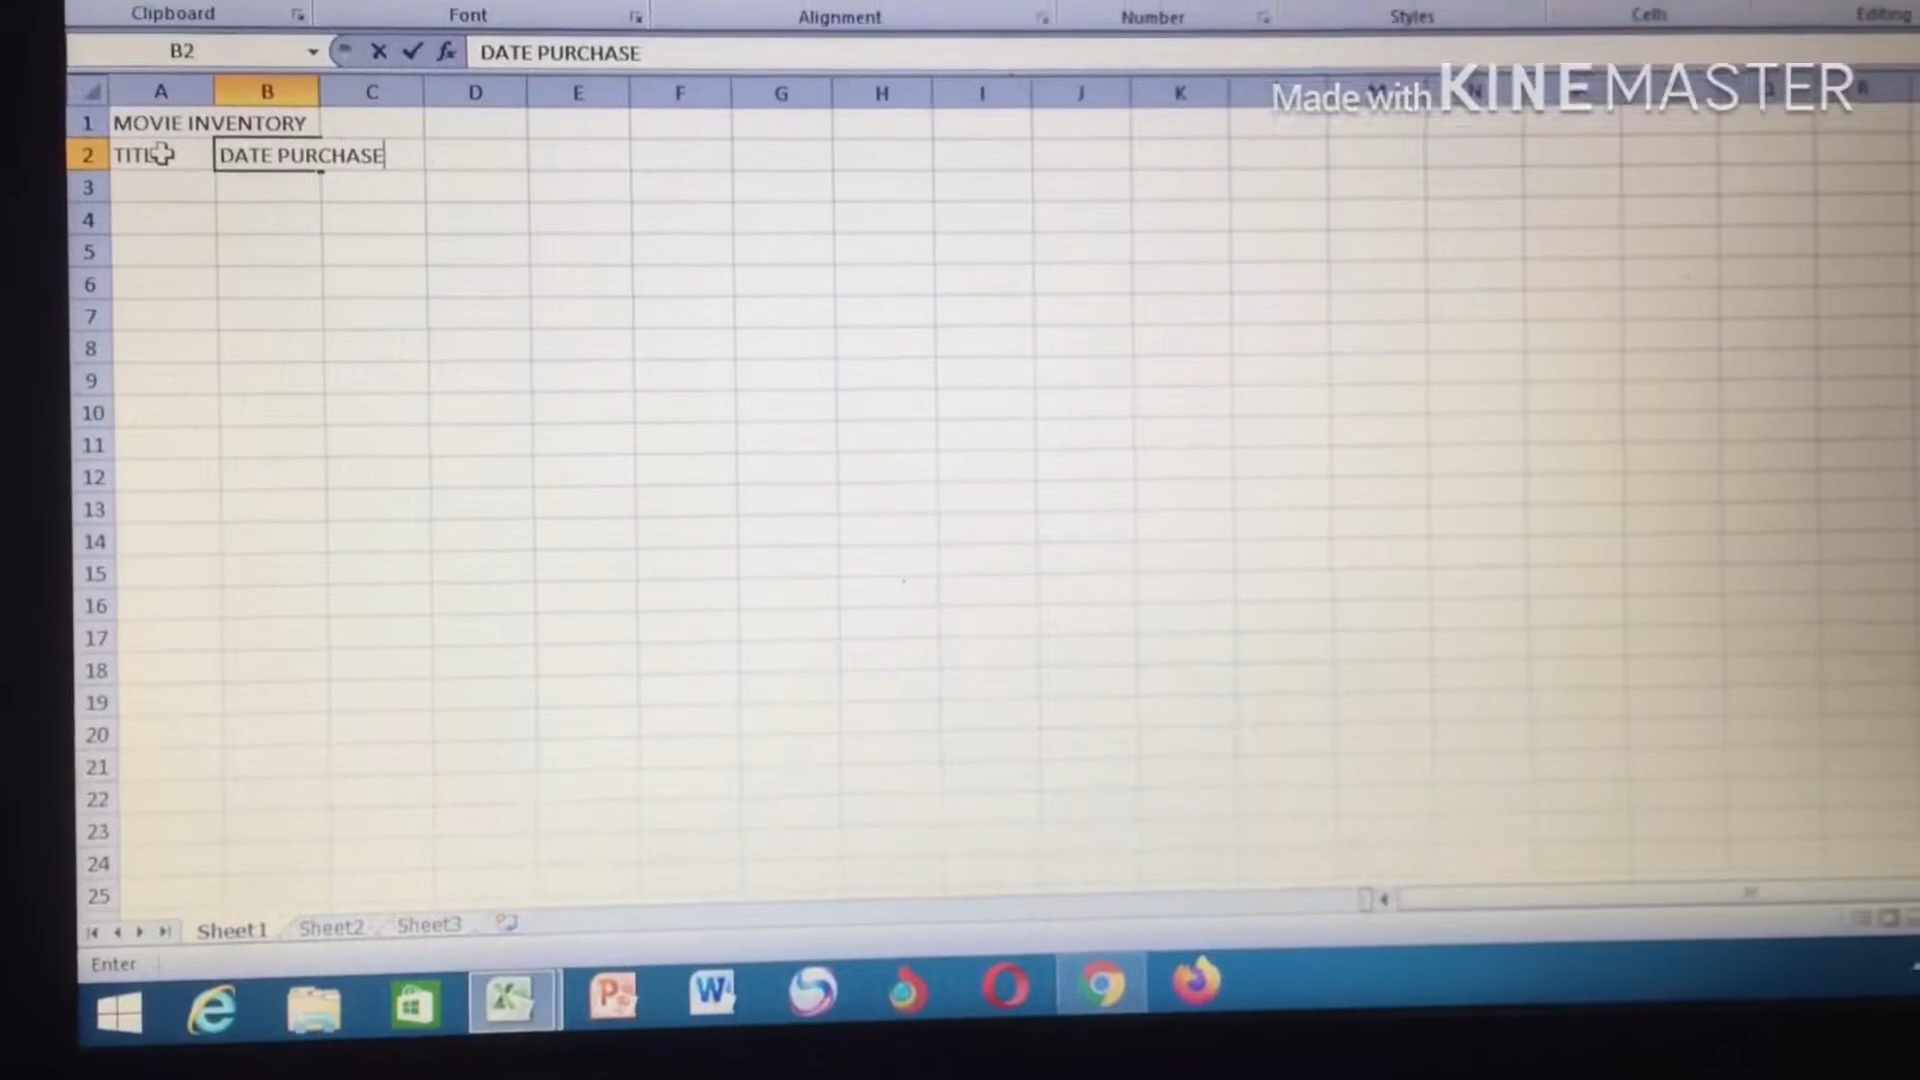 Clipboard Font Alignment Number Styles Cells Editing
B2 fx DATE PURCHASE
Made with KINEMASTER
A B C D E F G H I J K
1 MOVIE INVENTORY
2 TITL DATE PURCHASE
3
4
5
6
7
8
9
10
11
12
13
14
15
16
17
18
19
20
21
22
23
24
25
Sheet1 Sheet2 Sheet3
Enter